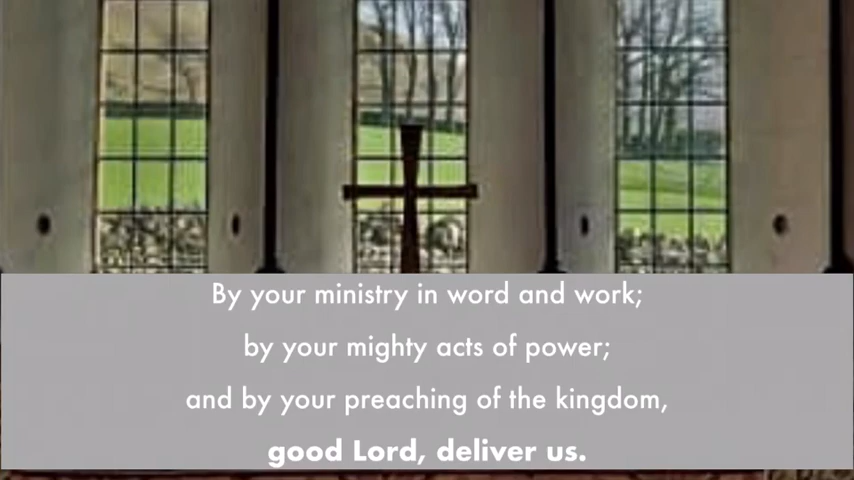 By your ministry in word and work;
by your mighty acts of power;
and by your preaching of the kingdom,
good Lord, deliver us.